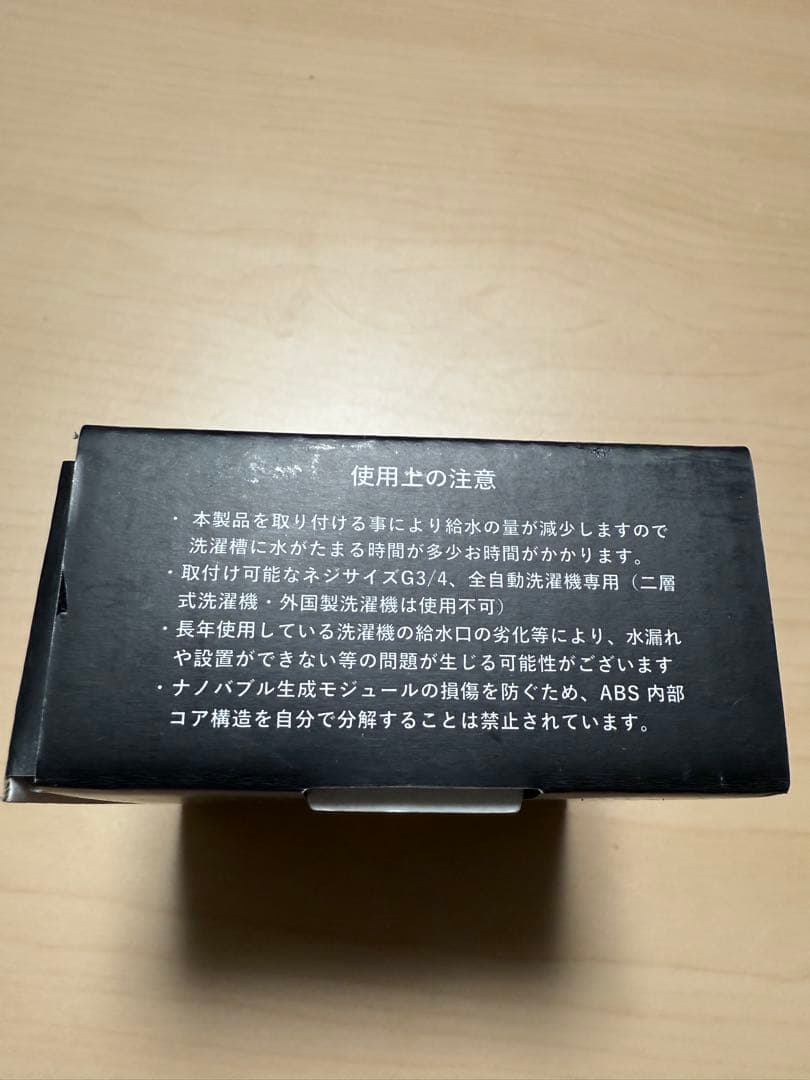 使用上の注意
・本製品を取り付ける事により給水の量が減少しますので
洗濯槽に水がたまる時間が多少お時間がかかります。
・取付け可能なネジサイズG3/4、全自動洗濯機専用（二層
式洗濯機・外国製洗濯機は使用不可）
・長年使用している洗濯機の給水口の劣化等により、水漏れ
や設置ができない等の問題が生じる可能性がございます
・ナノバブル生成モジュールの損傷を防ぐため、ABS 内部
コア構造を自分で分解することは禁止されています。